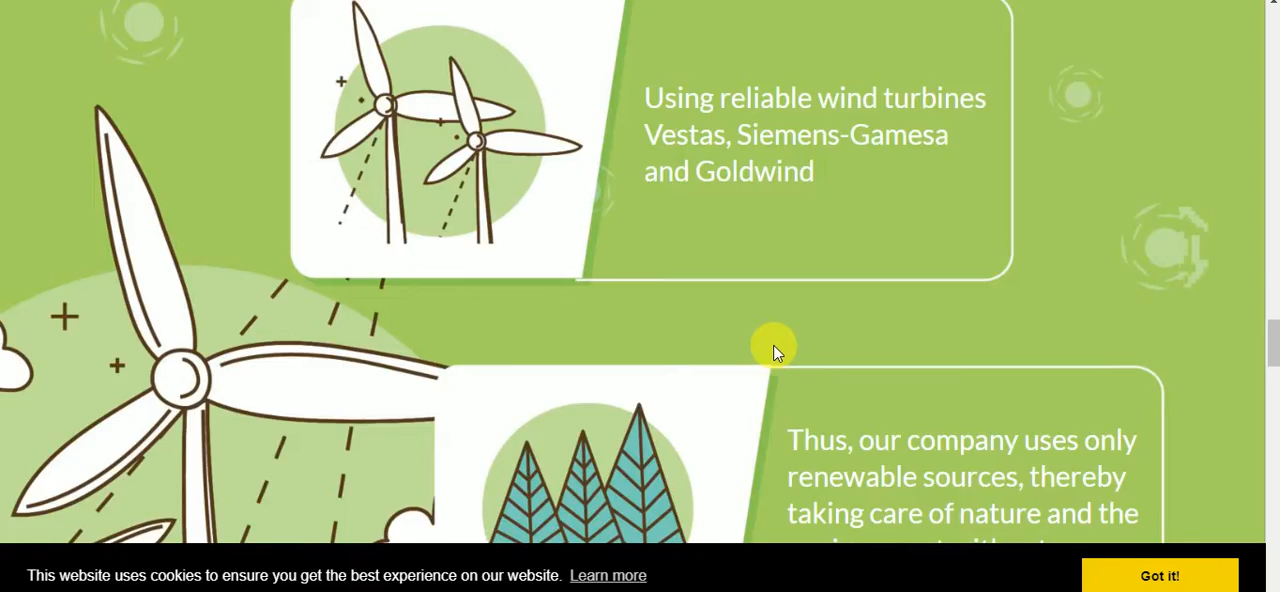 Using reliable wind turbines
Vestas, Siemens-Gamesa
and Goldwind
Thus, our company uses only
renewable sources, thereby
taking care of nature and the
This website uses cookies to ensure you get the best experience on our website. Learn more
Got it!